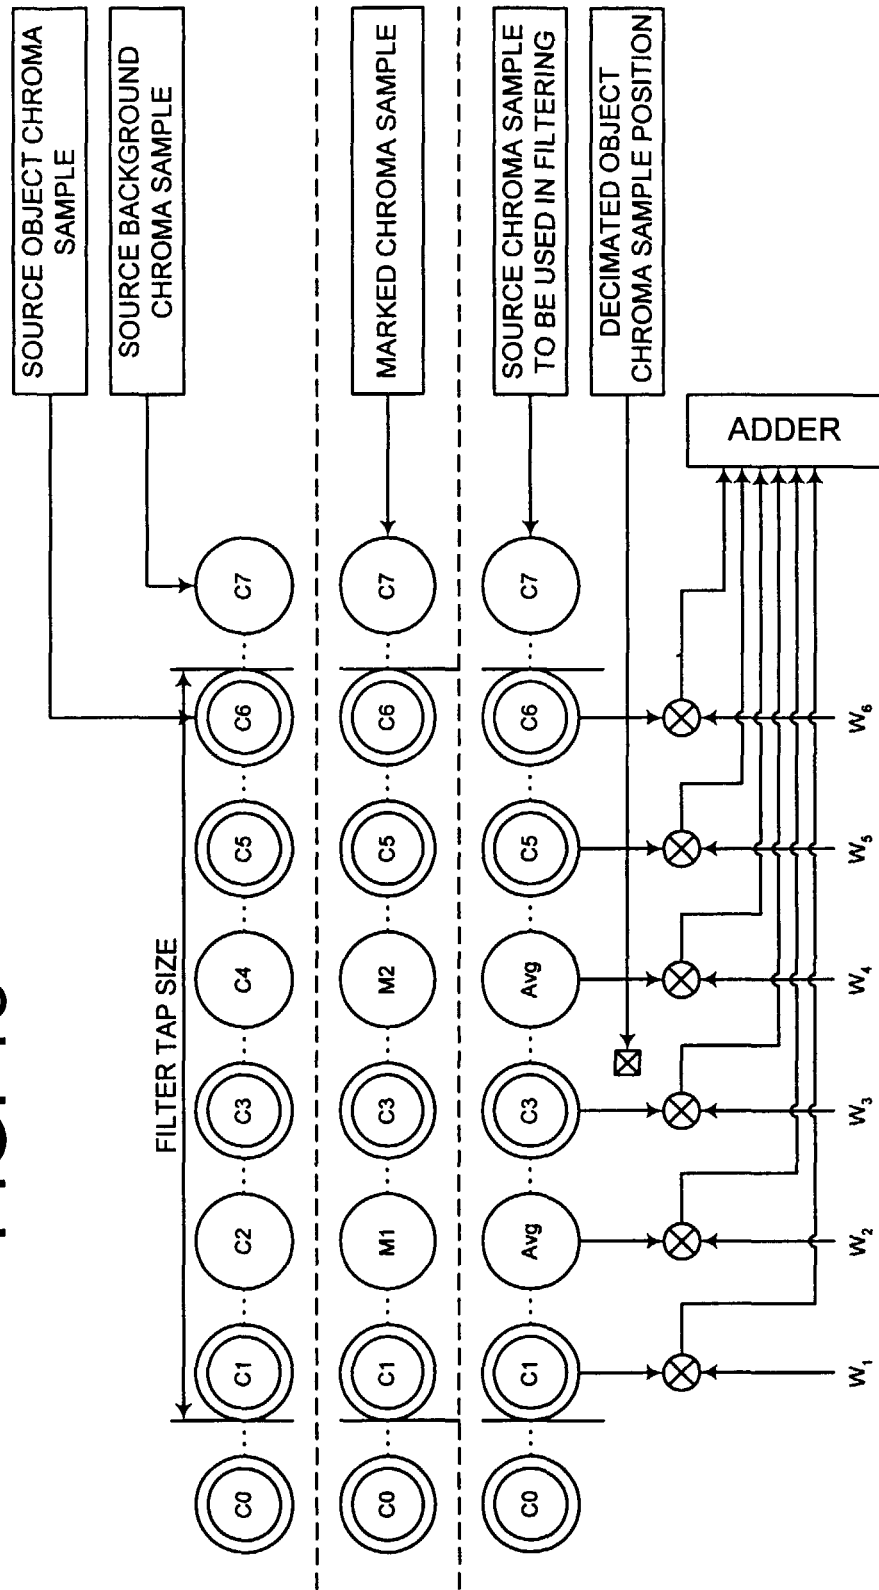 SOURCE OBJECT CHROMA
SAMPLE
SOURCE BACKGROUND
CHROMA SAMPLE
FILTER TAP SIZE
C0 C1 C2 C3 C4 C5 C6 C7
MARKED CHROMA SAMPLE
C0 C1 M1 C3 M2 C5 C6 C7
SOURCE CHROMA SAMPLE
TO BE USED IN FILTERING
C0 C1 Avg C3 Avg C5 C6 C7
DECIMATED OBJECT
CHROMA SAMPLE POSITION
ADDER
W1 W2 W3 W4 W5 W6